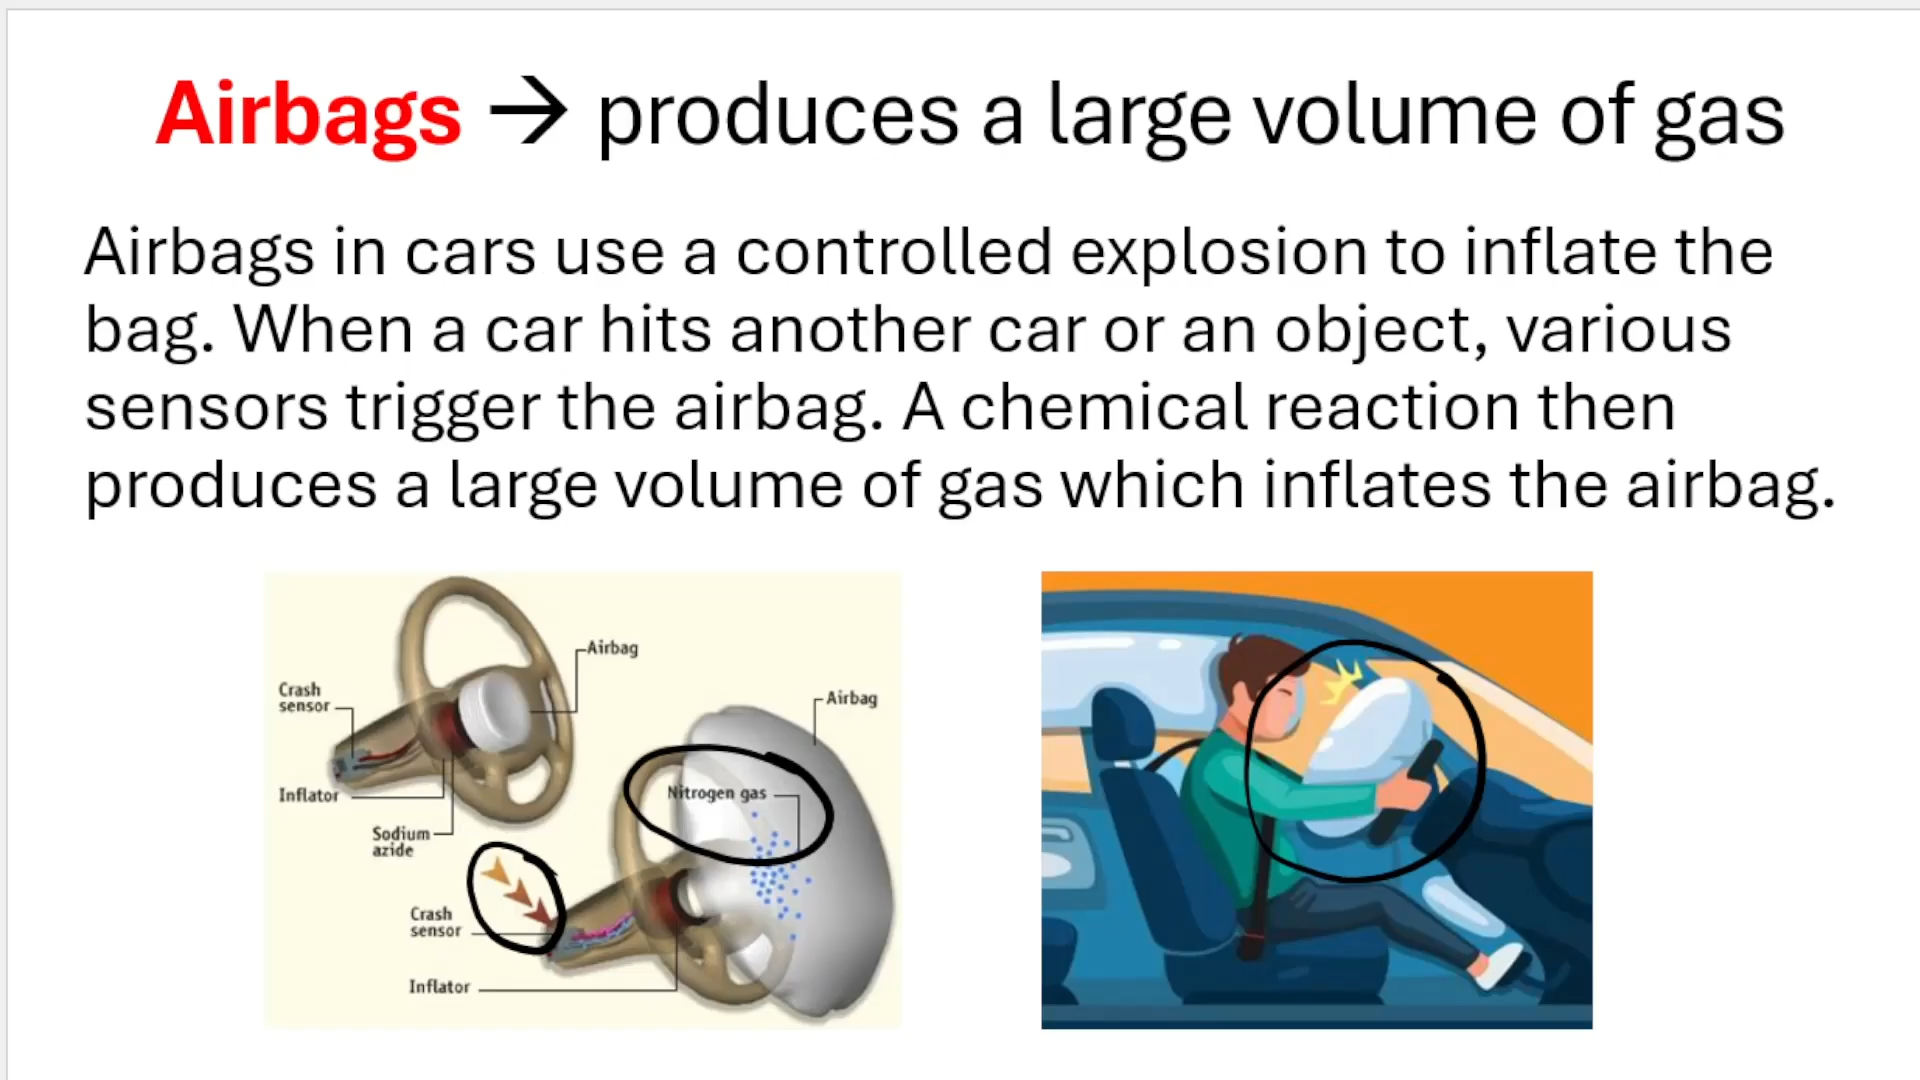 Airbags → produces a large volume of gas
Airbags in cars use a controlled explosion to inflate the
bag. When a car hits another car or an object, various
sensors trigger the airbag. A chemical reaction then
produces a large volume of gas which inflates the airbag.
Airbag
Crash
sensor
Inflator
Sodium
azide
Airbag
Nitrogen gas
Crash
sensor
Inflator